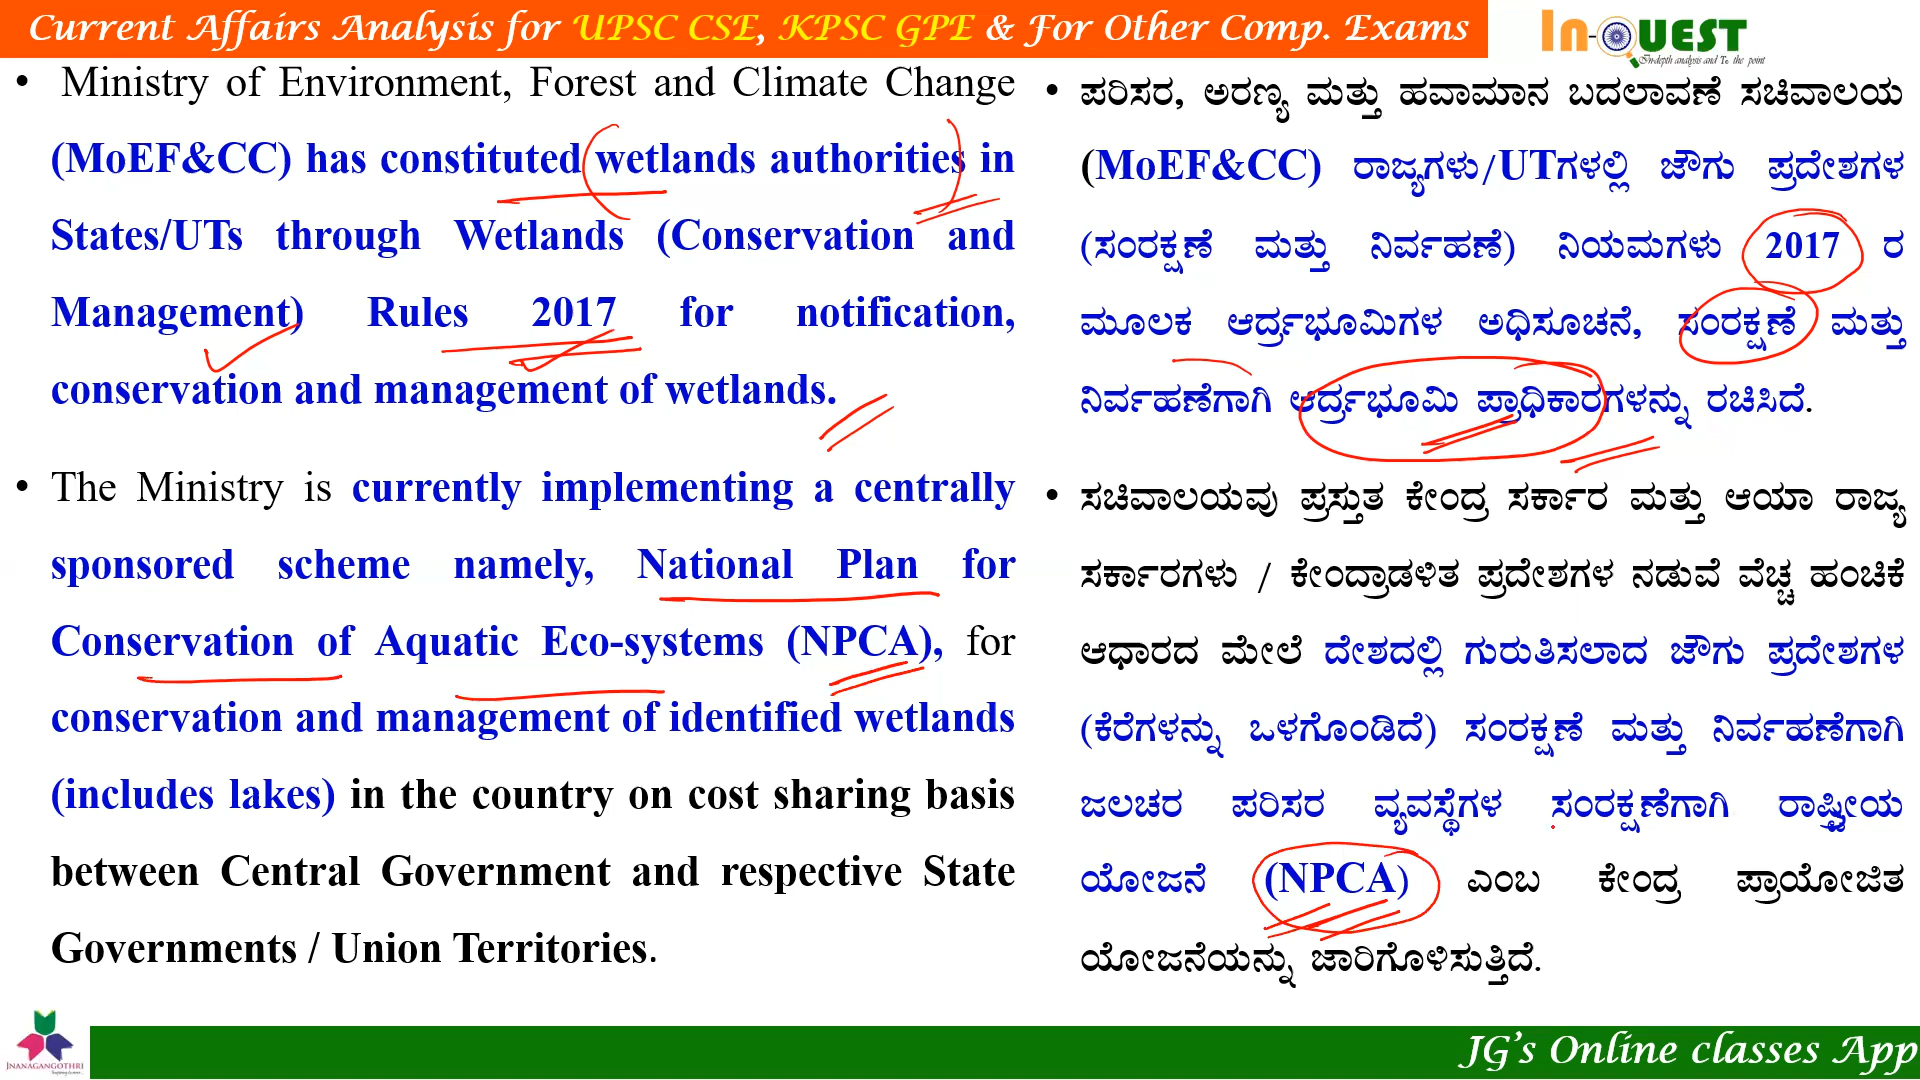 Current Affairs Analysis for UPSC CSE, KPSC GPE & For Other Comp. Exams
In-QUEST
In-depth analysis and To the point
• Ministry of Environment, Forest and Climate Change
(MoEF&CC) has constituted wetlands authorities in
States/UTs through Wetlands (Conservation and
Management) Rules 2017 for notification,
conservation and management of wetlands.
• The Ministry is currently implementing a centrally
sponsored scheme namely, National Plan for
Conservation of Aquatic Eco-systems (NPCA), for
conservation and management of identified wetlands
(includes lakes) in the country on cost sharing basis
between Central Government and respective State
Governments / Union Territories.
• ಪರಿಸರ, ಅರಣ್ಯ ಮತ್ತು ಹವಾಮಾನ ಬದಲಾವಣೆ ಸಚಿವಾಲಯ
(MoEF&CC) ರಾಜ್ಯಗಳು/UTಗಳಲ್ಲಿ ಜೌಗು ಪ್ರದೇಶಗಳ
(ಸಂರಕ್ಷಣೆ ಮತ್ತು ನಿರ್ವಹಣೆ) ನಿಯಮಗಳು 2017 ರ
ಮೂಲಕ ಆರ್ದ್ರಭೂಮಿಗಳ ಅಧಿಸೂಚನೆ, ಸಂರಕ್ಷಣೆ ಮತ್ತು
ನಿರ್ವಹಣೆಗಾಗಿ ಆರ್ದ್ರಭೂಮಿ ಪ್ರಾಧಿಕಾರಗಳನ್ನು ರಚಿಸಿದೆ.
• ಸಚಿವಾಲಯವು ಪ್ರಸ್ತುತ ಕೇಂದ್ರ ಸರ್ಕಾರ ಮತ್ತು ಆಯಾ ರಾಜ್ಯ
ಸರ್ಕಾರಗಳು / ಕೇಂದ್ರಾಡಳಿತ ಪ್ರದೇಶಗಳ ನಡುವೆ ವೆಚ್ಚ ಹಂಚಿಕೆ
ಆಧಾರದ ಮೇಲೆ ದೇಶದಲ್ಲಿ ಗುರುತಿಸಲಾದ ಜೌಗು ಪ್ರದೇಶಗಳ
(ಕೆರೆಗಳನ್ನು ಒಳಗೊಂಡಿದೆ) ಸಂರಕ್ಷಣೆ ಮತ್ತು ನಿರ್ವಹಣೆಗಾಗಿ
ಜಲಚರ ಪರಿಸರ ವ್ಯವಸ್ಥೆಗಳ ಸಂರಕ್ಷಣೆಗಾಗಿ ರಾಷ್ಟ್ರೀಯ
ಯೋಜನೆ (NPCA) ಎಂಬ ಕೇಂದ್ರ ಪ್ರಾಯೋಜಿತ
ಯೋಜನೆಯನ್ನು ಜಾರಿಗೊಳಿಸುತ್ತಿದೆ.
JNANAGANGOTHRI
JG's Online classes App